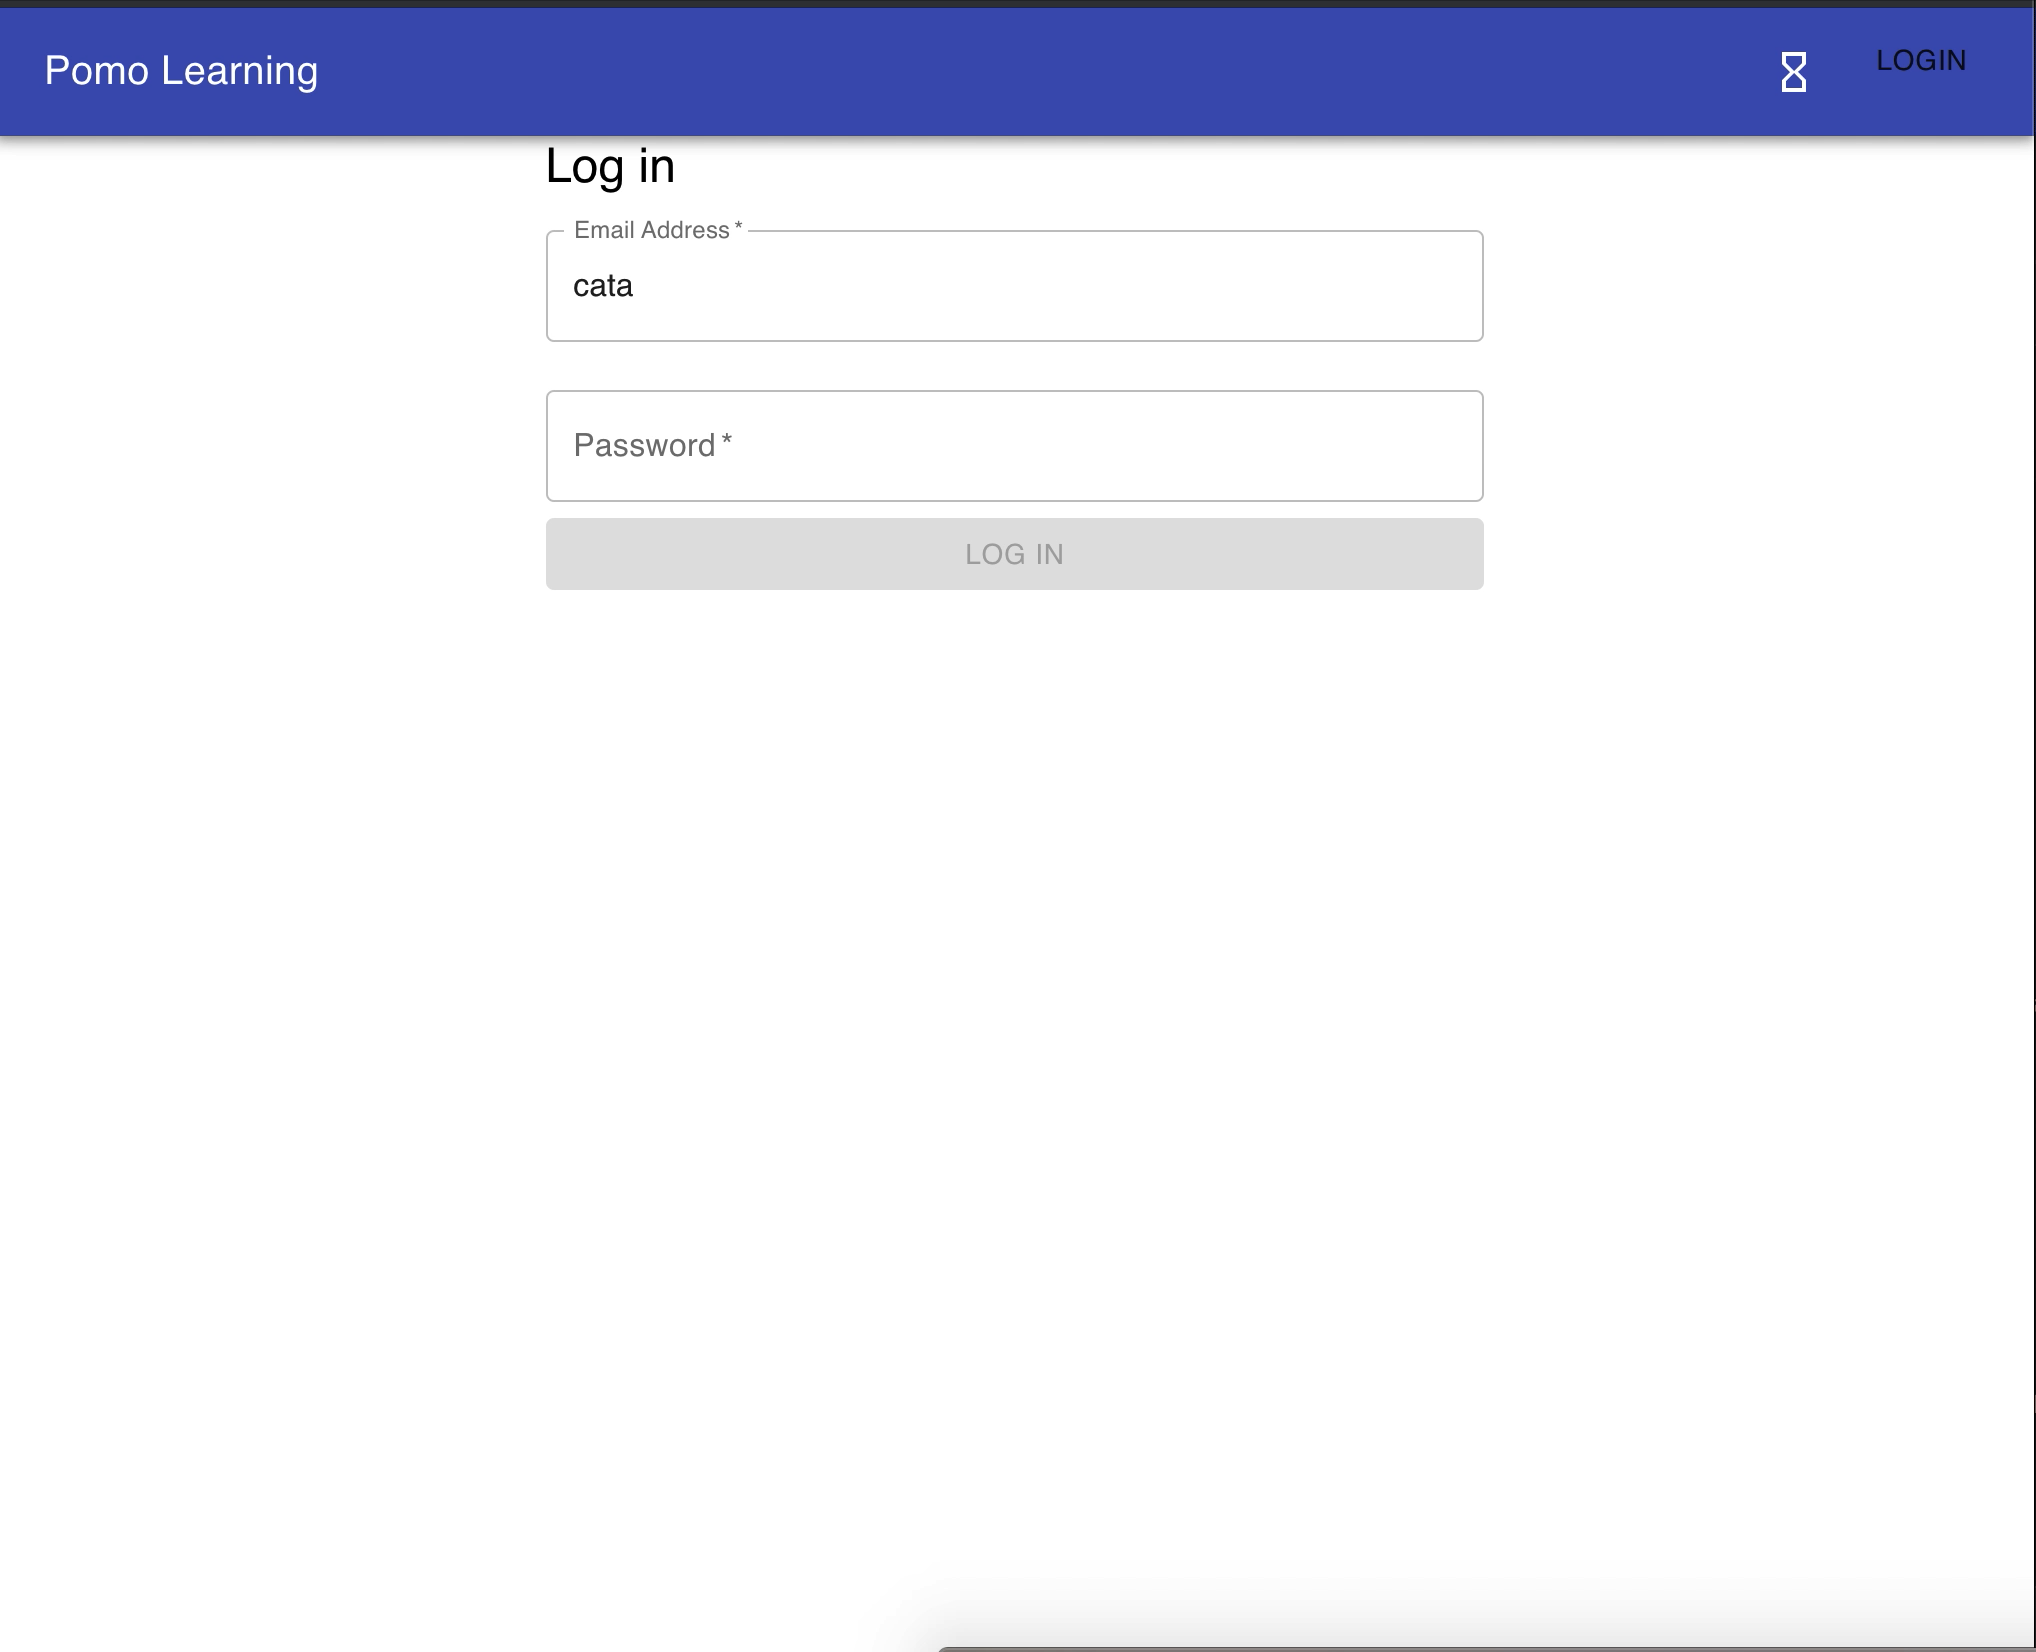 Pomo Learning
LOGIN
Log in
Email Address *
cata
Password *
LOG IN